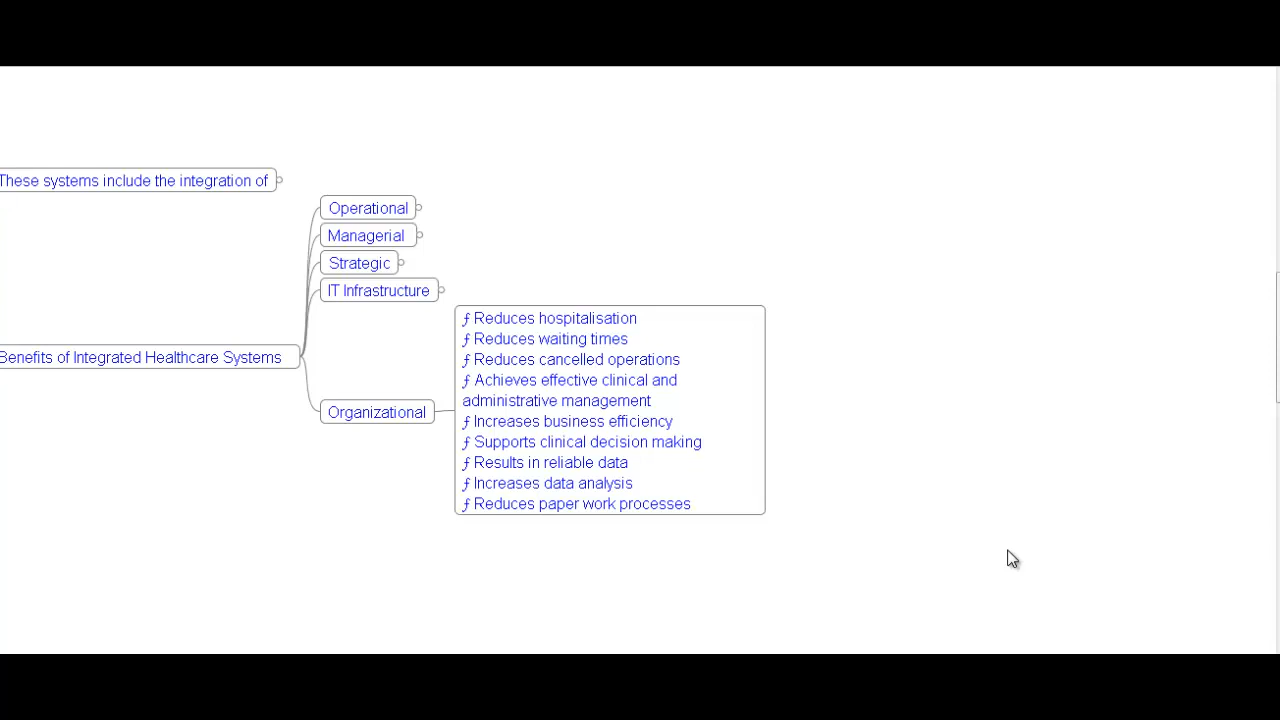 These systems include the integration of
Operational
Managerial
Strategic
IT Infrastructure
Benefits of Integrated Healthcare Systems
Organizational
ƒ Reduces hospitalisation
ƒ Reduces waiting times
ƒ Reduces cancelled operations
ƒ Achieves effective clinical and
administrative management
ƒ Increases business efficiency
ƒ Supports clinical decision making
ƒ Results in reliable data
ƒ Increases data analysis
ƒ Reduces paper work processes